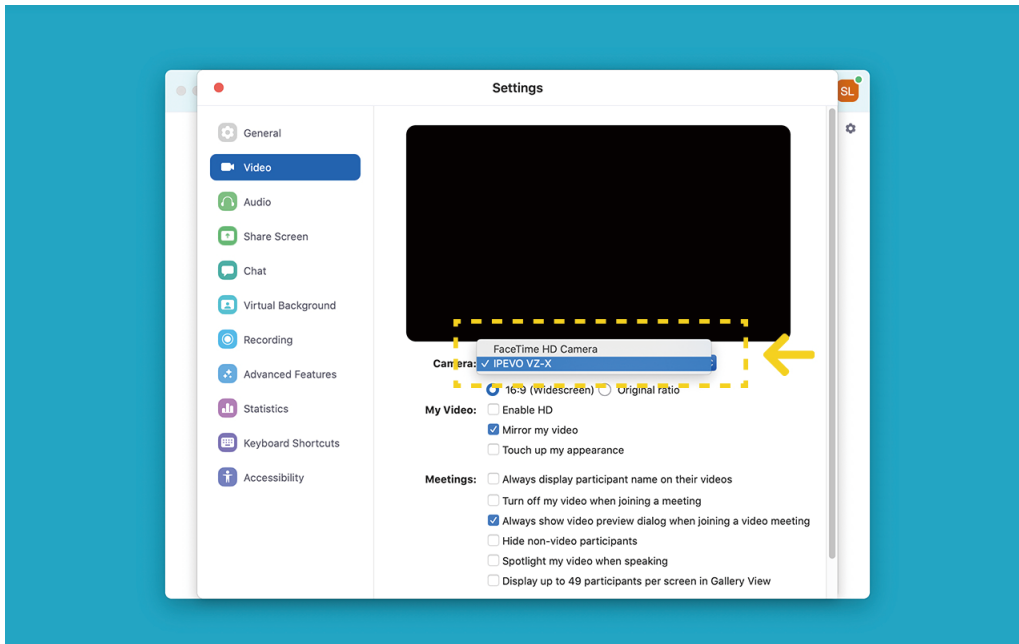 Settings
SL
General
Video
Audio
Share Screen
Chat
Virtual Background
Recording
Advanced Features
Statistics
Keyboard Shortcuts
Accessibility
FaceTime HD Camera
Camera: ✓ IPEVO VZ-X
16:9 (Widescreen) Original ratio
My Video: Enable HD
Mirror my video
Touch up my appearance
Meetings: Always display participant name on their videos
Turn off my video when joining a meeting
Always show video preview dialog when joining a video meeting
Hide non-video participants
Spotlight my video when speaking
Display up to 49 participants per screen in Gallery View